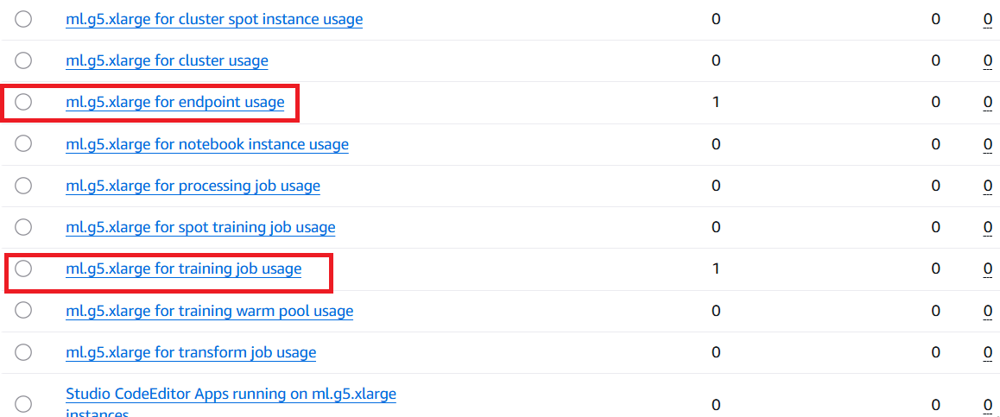 ml.g5.xlarge for cluster spot instance usage 0 0 0
ml.g5.xlarge for cluster usage 0 0 0
ml.g5.xlarge for endpoint usage 1 0 0
ml.g5.xlarge for notebook instance usage 0 0 0
ml.g5.xlarge for processing job usage 0 0 0
ml.g5.xlarge for spot training job usage 0 0 0
ml.g5.xlarge for training job usage 1 0 0
ml.g5.xlarge for training warm pool usage 0 0 0
ml.g5.xlarge for transform job usage 0 0 0
Studio CodeEditor Apps running on ml.g5.xlarge 0 0 0
instances